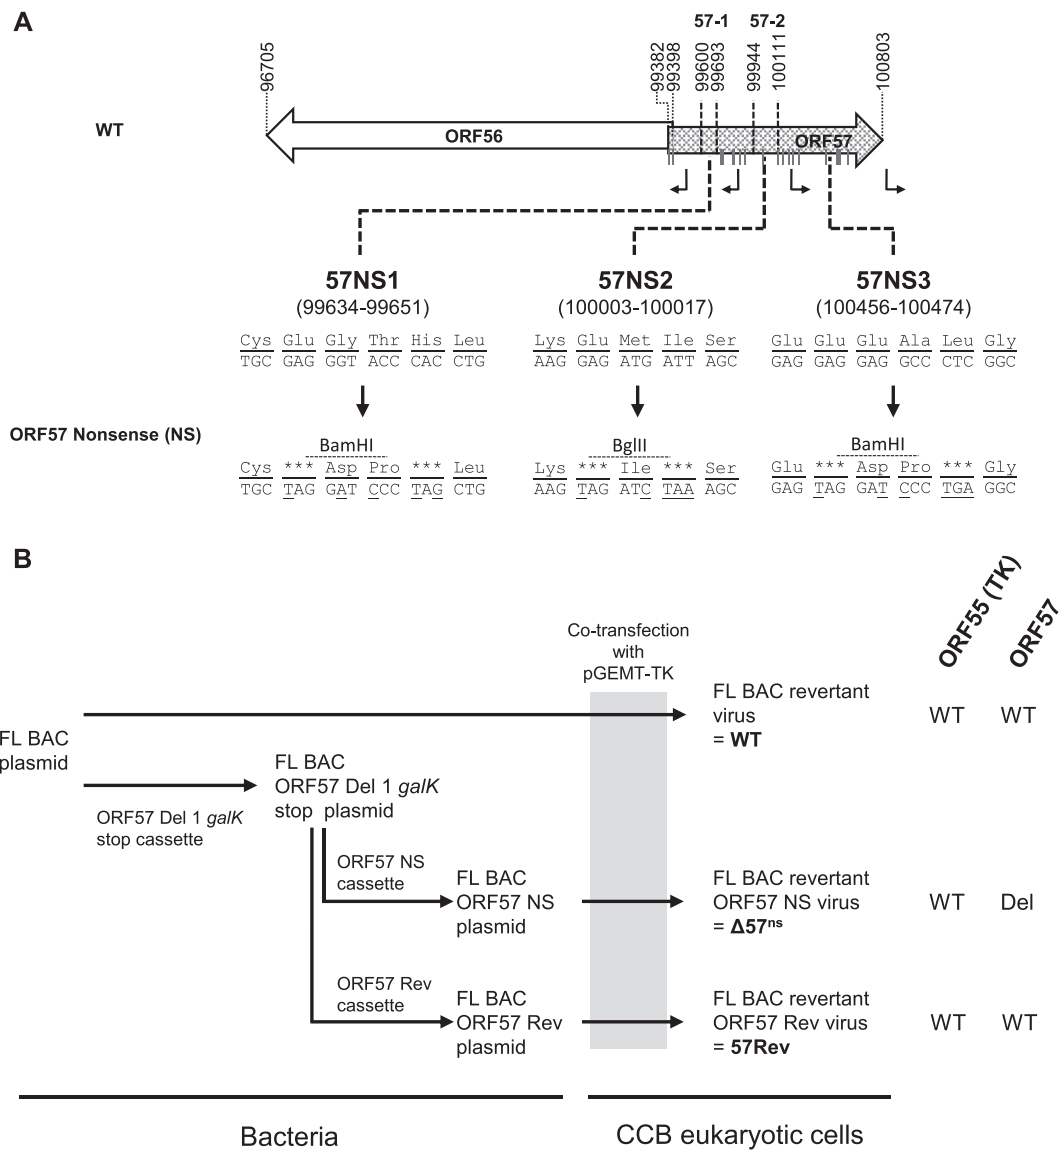 A
57-1 57-2
96705
99382
99398
99600
99693
99944
100111
100803
WT
ORF56
ORF57
57NS1
(99634-99651)
57NS2
(100003-100017)
57NS3
(100456-100474)
Cys Glu Gly Thr His Leu
TGC GAG GGT ACC CAC CTG
Lys Glu Met Ile Ser
AAG GAG ATG ATT AGC
Glu Glu Glu Ala Leu Gly
GAG GAG GAG GCC CTC GGC
ORF57 Nonsense (NS)
BamHI
Cys *** Asp Pro *** Leu
TGC TAG GAT CCC TAG CTG
BglII
Lys *** Ile *** Ser
AAG TAG ATC TAA AGC
BamHI
Glu *** Asp Pro *** Gly
GAG TAG GAT CCC TGA GGC
B
ORF55 (TK)
ORF57
Co-transfection
with
pGEMT-TK
FL BAC revertant
virus
= WT
WT WT
FL BAC
plasmid
FL BAC
ORF57 Del 1 galK
stop plasmid
ORF57 Del 1 galK
stop cassette
ORF57 NS
cassette
FL BAC
ORF57 NS
plasmid
FL BAC revertant
ORF57 NS virus
= Δ57ns
WT Del
ORF57 Rev
cassette
FL BAC
ORF57 Rev
plasmid
FL BAC revertant
ORF57 Rev virus
= 57Rev
WT WT
Bacteria
CCB eukaryotic cells